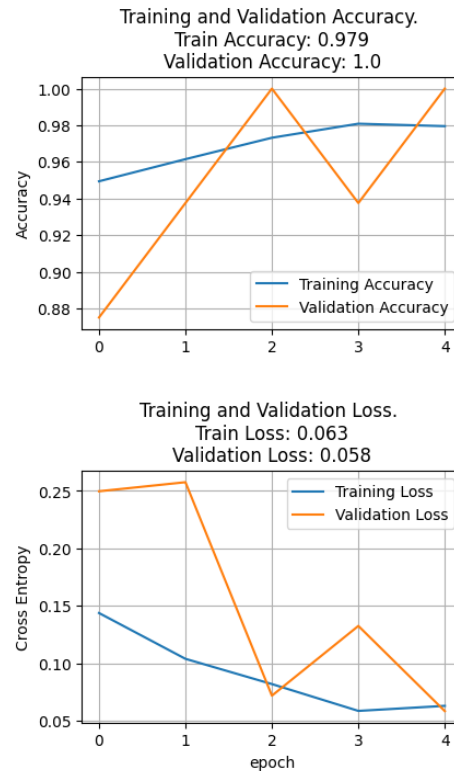 Training and Validation Accuracy.
Train Accuracy: 0.979
Validation Accuracy: 1.0
1.00
0.98
0.96
0.94
0.92
0.90
0.88
Accuracy
Training Accuracy
Validation Accuracy
0 1 2 3 4
Training and Validation Loss.
Train Loss: 0.063
Validation Loss: 0.058
Training Loss
Validation Loss
0.25
0.20
0.15
0.10
0.05
Cross Entropy
0 1 2 3 4
epoch